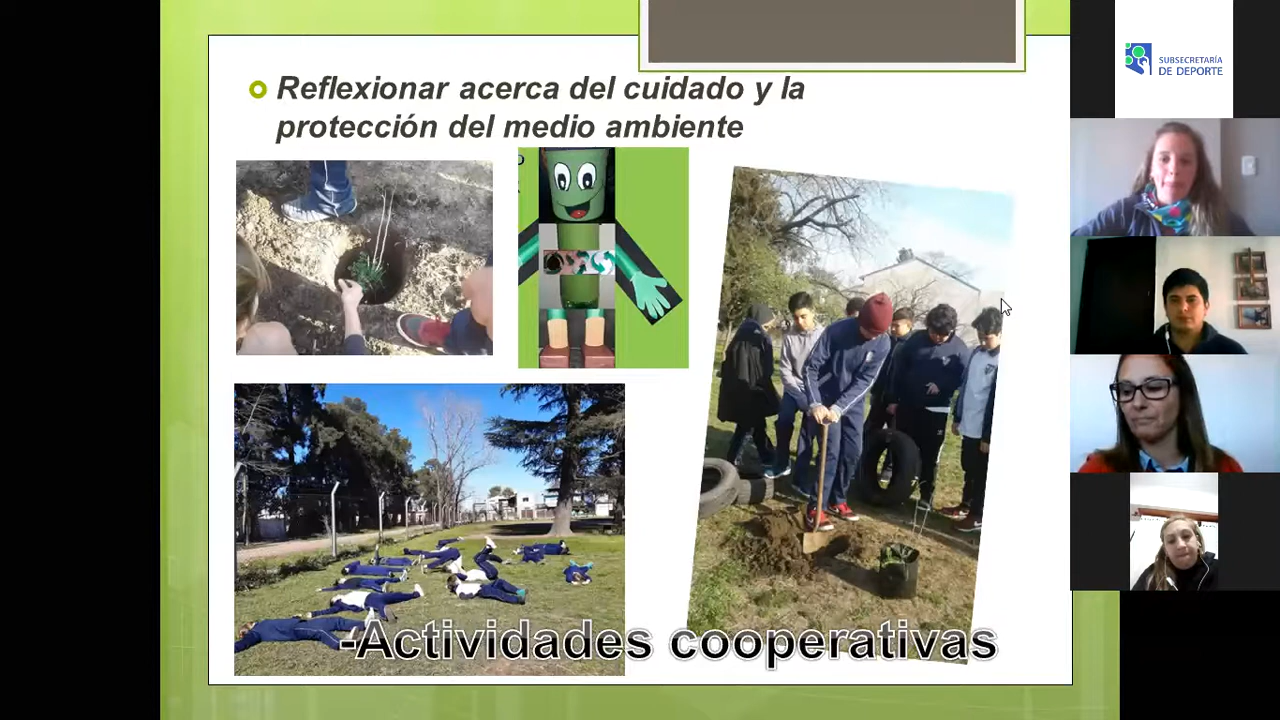 Reflexionar acerca del cuidado y la
protección del medio ambiente
-Actividades cooperativas
SUBSECRETARÍA
DE DEPORTE